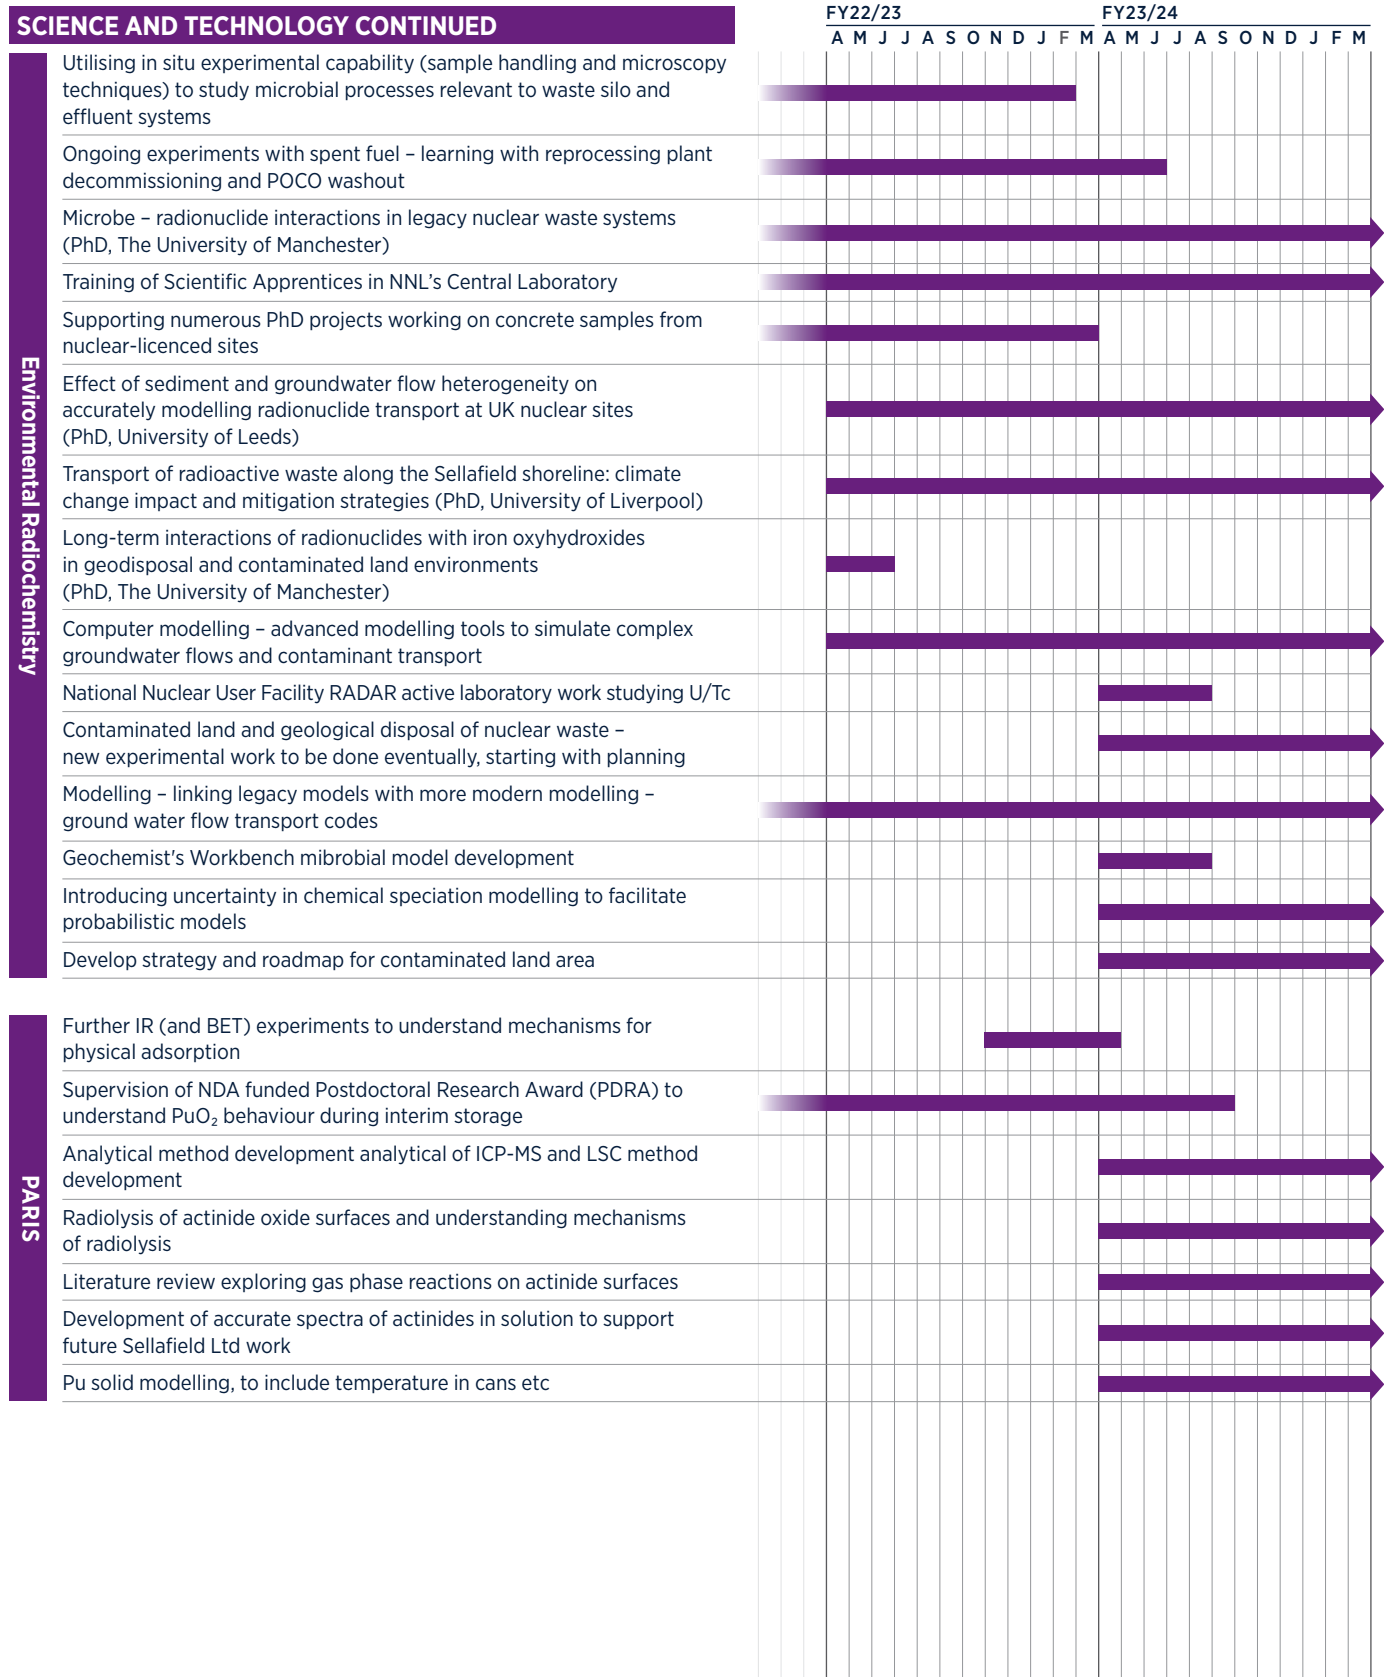 SCIENCE AND TECHNOLOGY CONTINUED
FY22/23
FY23/24
A M J J A S O N D J F M A M J J A S O N D J F M
Environmental Radiochemistry
Utilising in situ experimental capability (sample handling and microscopy
techniques) to study microbial processes relevant to waste silo and
effluent systems
Ongoing experiments with spent fuel – learning with reprocessing plant
decommissioning and POCO washout
Microbe – radionuclide interactions in legacy nuclear waste systems
(PhD, The University of Manchester)
Training of Scientific Apprentices in NNL’s Central Laboratory
Supporting numerous PhD projects working on concrete samples from
nuclear-licenced sites
Effect of sediment and groundwater flow heterogeneity on
accurately modelling radionuclide transport at UK nuclear sites
(PhD, University of Leeds)
Transport of radioactive waste along the Sellafield shoreline: climate
change impact and mitigation strategies (PhD, University of Liverpool)
Long-term interactions of radionuclides with iron oxyhydroxides
in geodisposal and contaminated land environments
(PhD, The University of Manchester)
Computer modelling – advanced modelling tools to simulate complex
groundwater flows and contaminant transport
National Nuclear User Facility RADAR active laboratory work studying U/Tc
Contaminated land and geological disposal of nuclear waste –
new experimental work to be done eventually, starting with planning
Modelling – linking legacy models with more modern modelling –
ground water flow transport codes
Geochemist's Workbench mibrobial model development
Introducing uncertainty in chemical speciation modelling to facilitate
probabilistic models
Develop strategy and roadmap for contaminated land area
PARIS
Further IR (and BET) experiments to understand mechanisms for
physical adsorption
Supervision of NDA funded Postdoctoral Research Award (PDRA) to
understand PuO₂ behaviour during interim storage
Analytical method development analytical of ICP-MS and LSC method
development
Radiolysis of actinide oxide surfaces and understanding mechanisms
of radiolysis
Literature review exploring gas phase reactions on actinide surfaces
Development of accurate spectra of actinides in solution to support
future Sellafield Ltd work
Pu solid modelling, to include temperature in cans etc